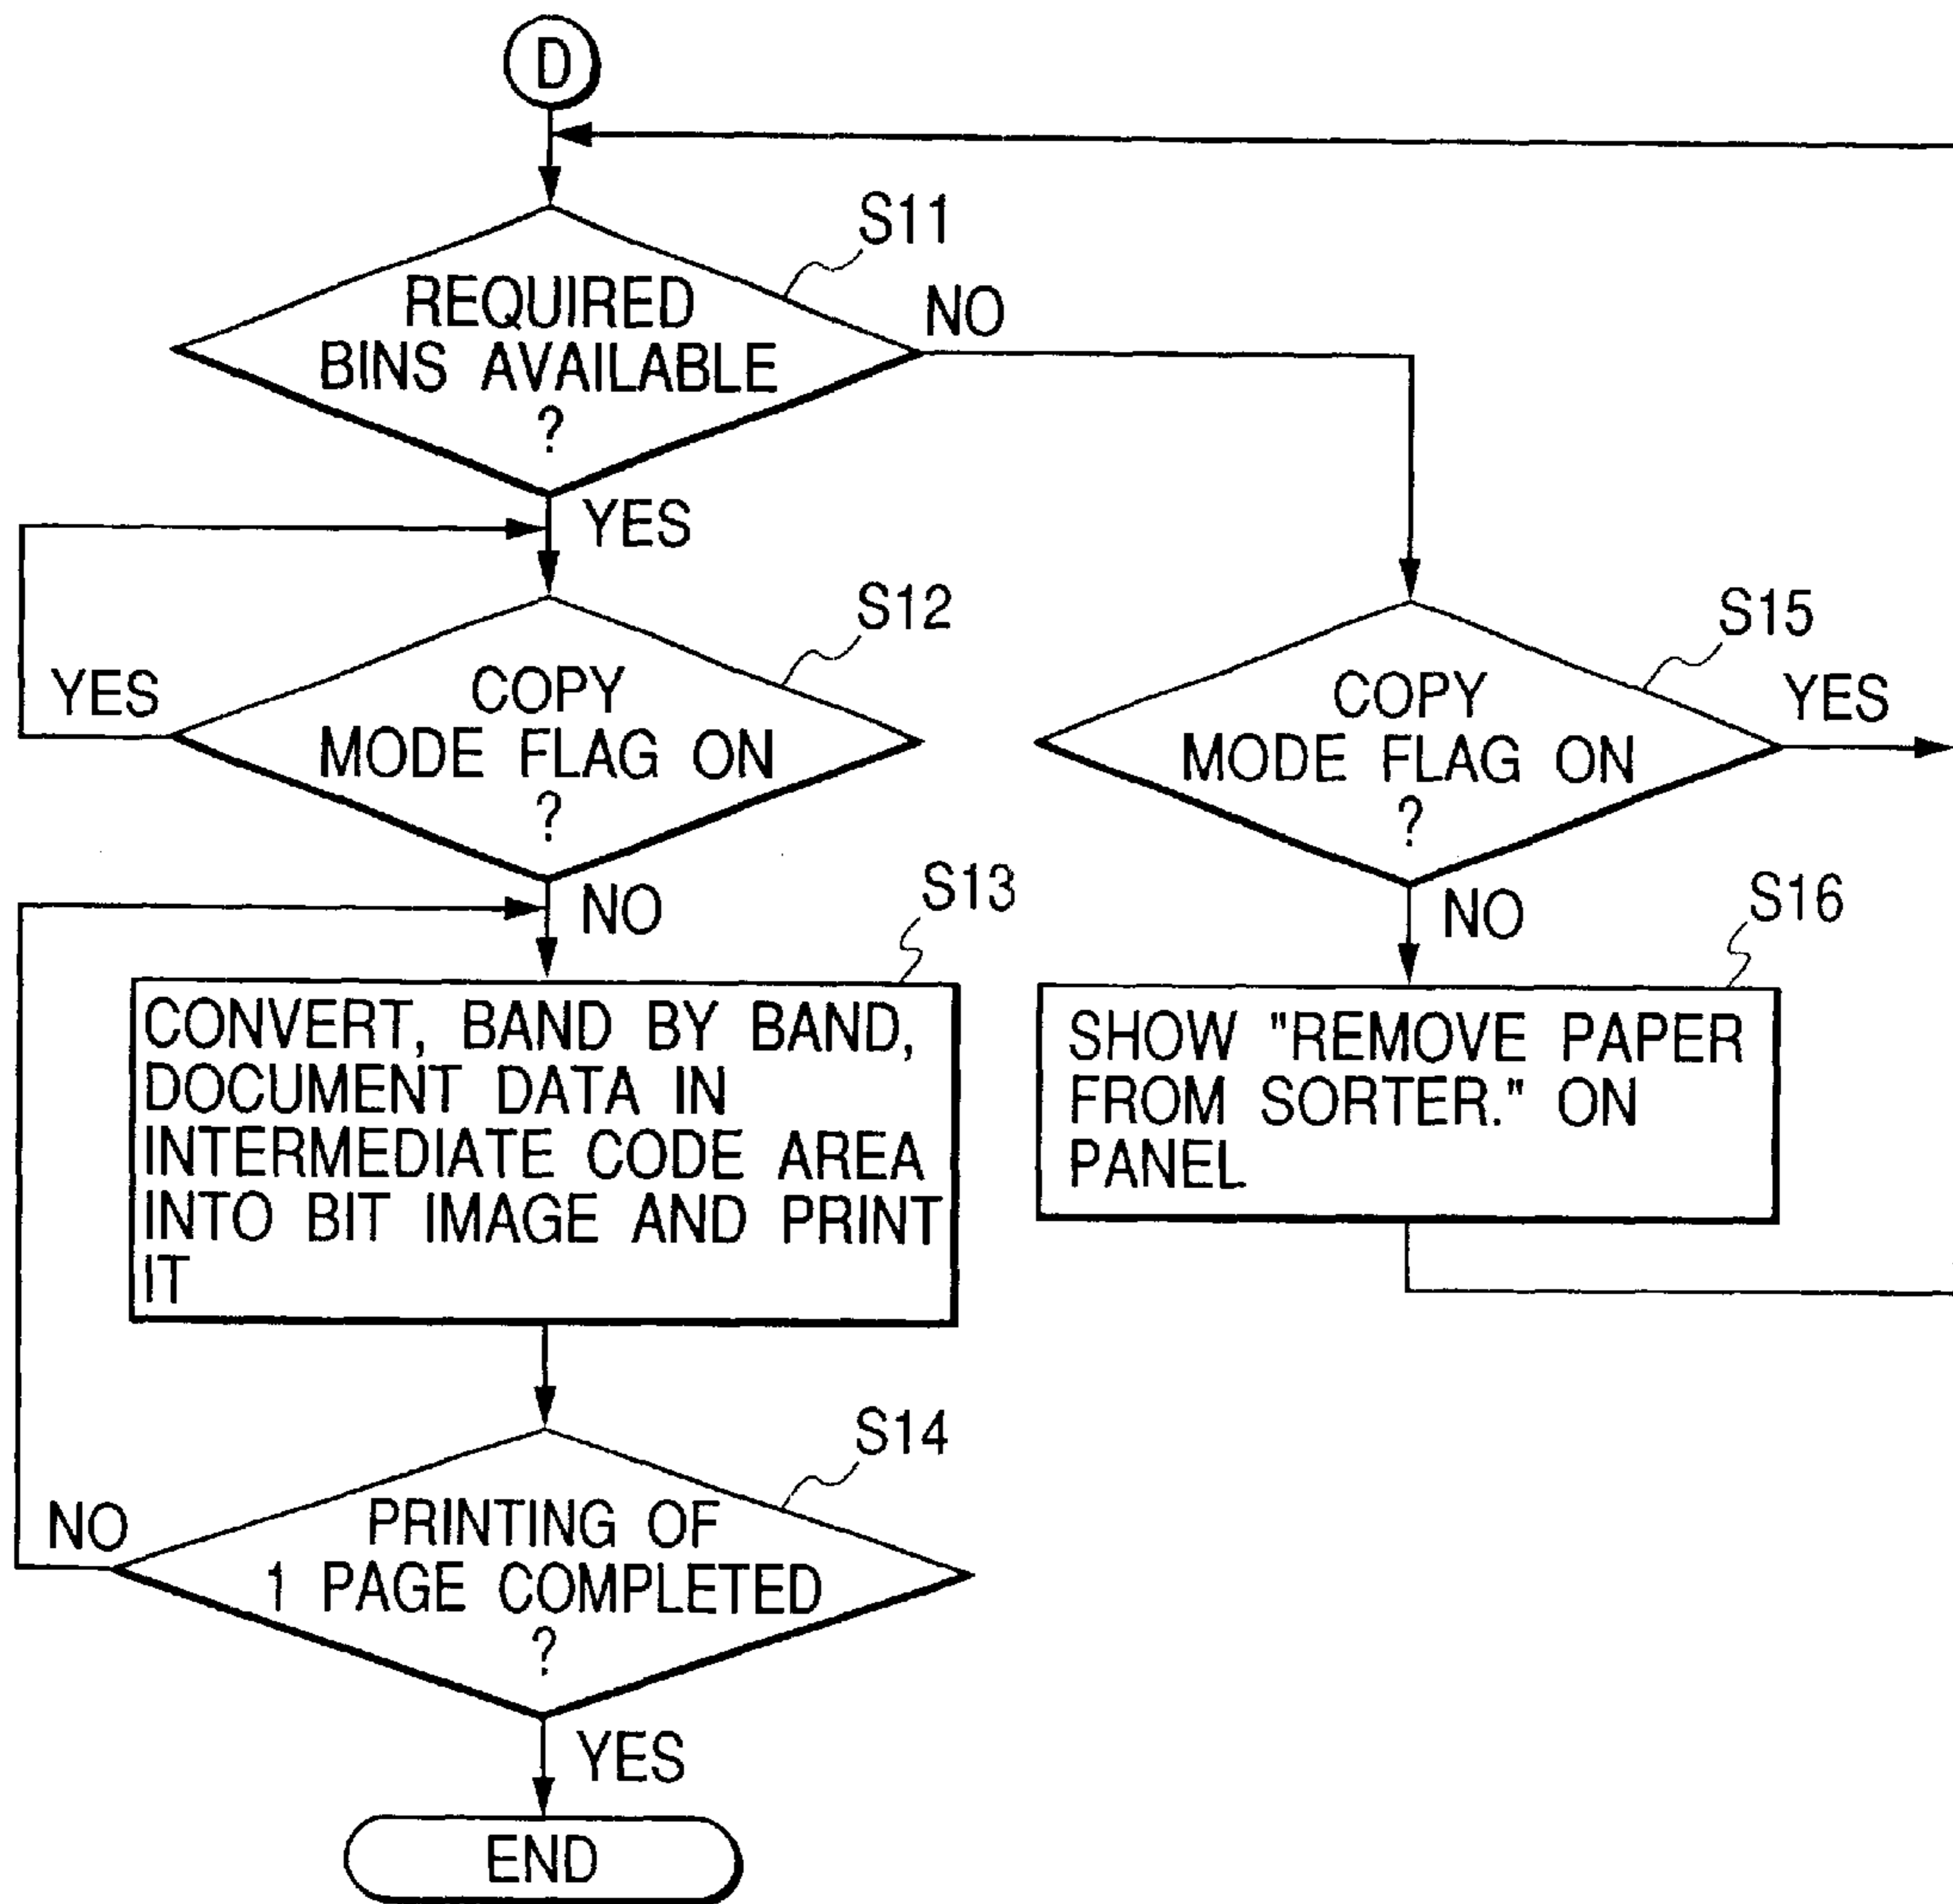 D
S11
REQUIRED
BINS AVAILABLE
?
NO
YES
S12
COPY
MODE FLAG ON
?
YES
NO
S13
CONVERT, BAND BY BAND,
DOCUMENT DATA IN
INTERMEDIATE CODE AREA
INTO BIT IMAGE AND PRINT
IT
S14
PRINTING OF
1 PAGE COMPLETED
?
NO
YES
END
S15
COPY
MODE FLAG ON
?
YES
NO
S16
SHOW "REMOVE PAPER
FROM SORTER." ON
PANEL